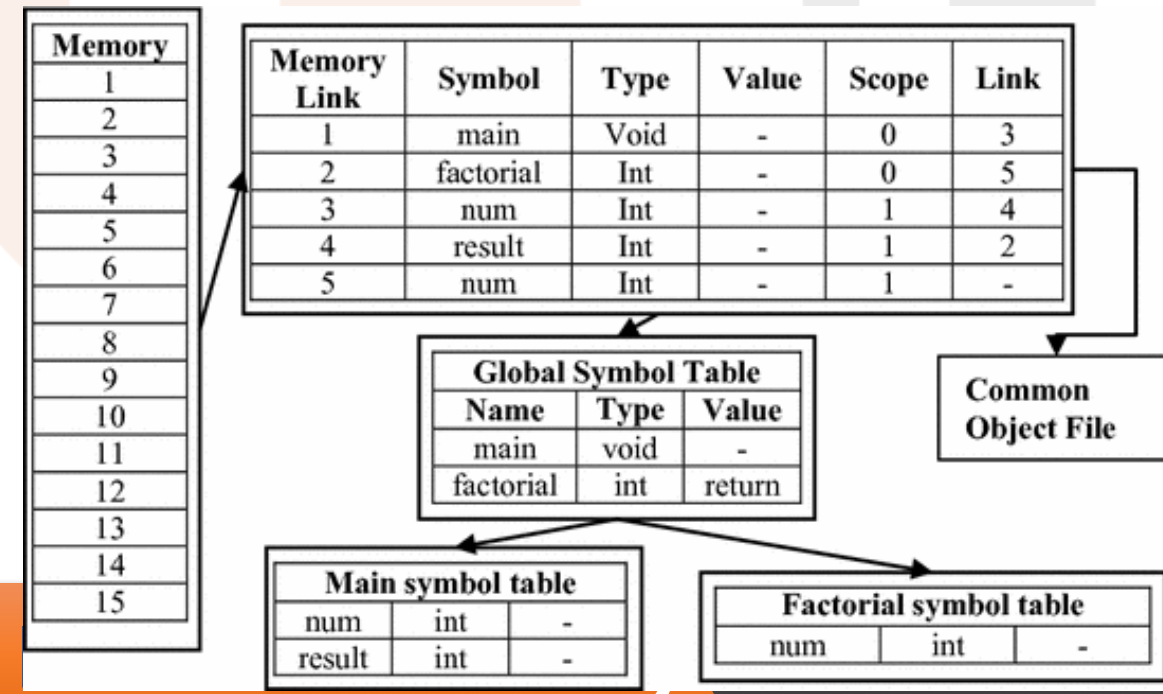 Memory
1
2
3
4
5
6
7
8
9
10
11
12
13
14
15
Memory Link Symbol Type Value Scope Link
1 main Void - 0 3
2 factorial Int - 0 5
3 num Int - 1 4
4 result Int - 1 2
5 num Int - 1 -
Global Symbol Table
Name Type Value
main void -
factorial int return
Common
Object File
Main symbol table
num int -
result int -
Factorial symbol table
num int -